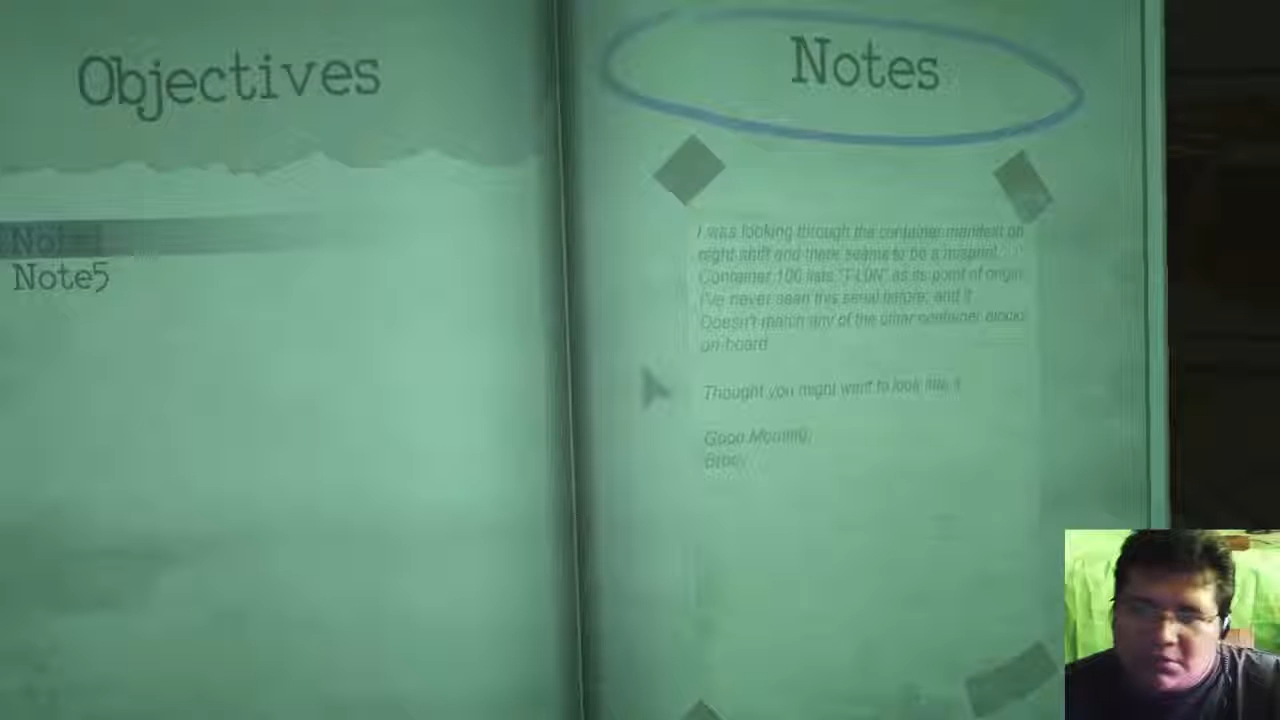 Objectives
Notes
Note5
I was looking through the container manifest on
night shift and there seems to be a misprint.
Container 100 lists as its point of origin
I've never seen this serial before, and it
Doesn't match any of the other container
on-board
Thought you might want to look into it
Good Morning,